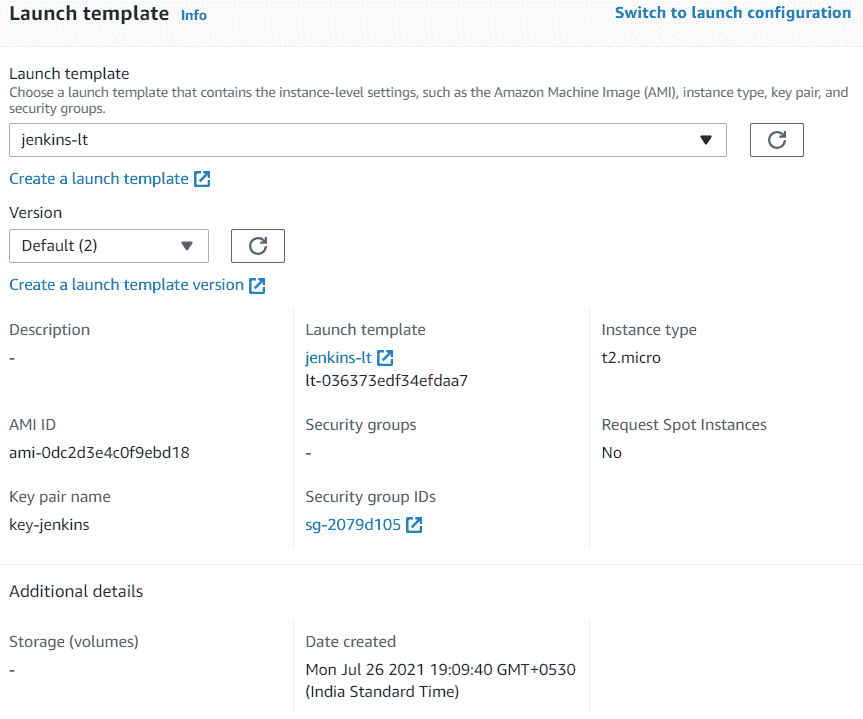 Launch template Info
Switch to launch configuration
Launch template
Choose a launch template that contains the instance-level settings, such as the Amazon Machine Image (AMI), instance type, key pair, and
security groups.
jenkins-lt
Create a launch template
Version
Default (2)
Create a launch template version
Description
-
Launch template
jenkins-lt
lt-036373edf34efdaa7
Instance type
t2.micro
AMI ID
ami-0dc2d3e4c0f9ebd18
Security groups
-
Request Spot Instances
No
Key pair name
key-jenkins
Security group IDs
sg-2079d105
Additional details
Storage (volumes)
-
Date created
Mon Jul 26 2021 19:09:40 GMT+0530
(India Standard Time)